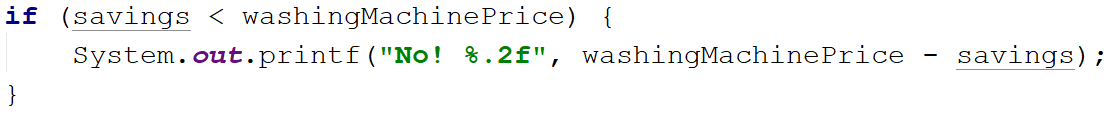 if (savings < washingMachinePrice) {
    System.out.printf("No! %.2f", washingMachinePrice - savings);
}